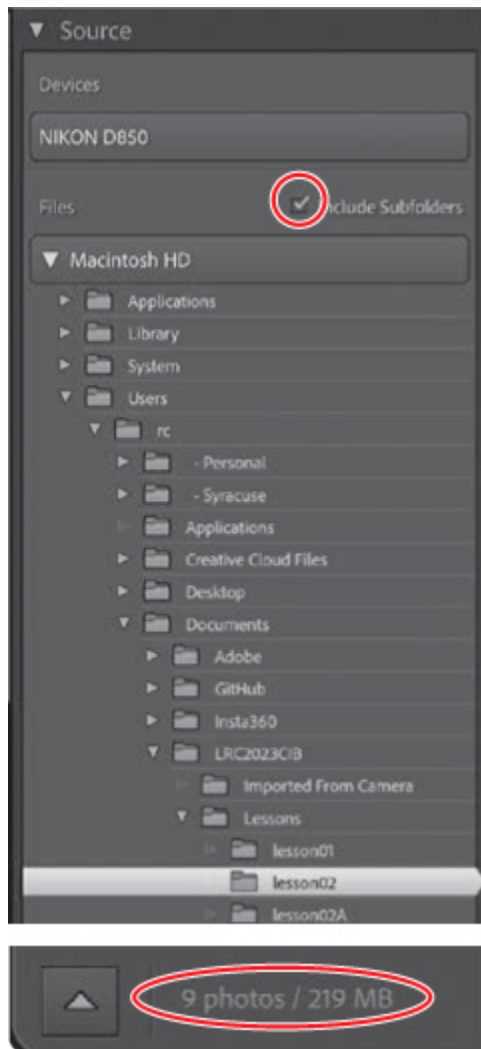 Source
Devices
NIKON D850
Files Include Subfolders
Macintosh HD
Applications
Library
System
Users
rc
- Personal
- Syracuse
Applications
Creative Cloud Files
Desktop
Documents
Adobe
GitHub
Insta360
LRC2023CIB
Imported From Camera
Lessons
lesson01
lesson02
lesson02A
9 photos / 219 MB